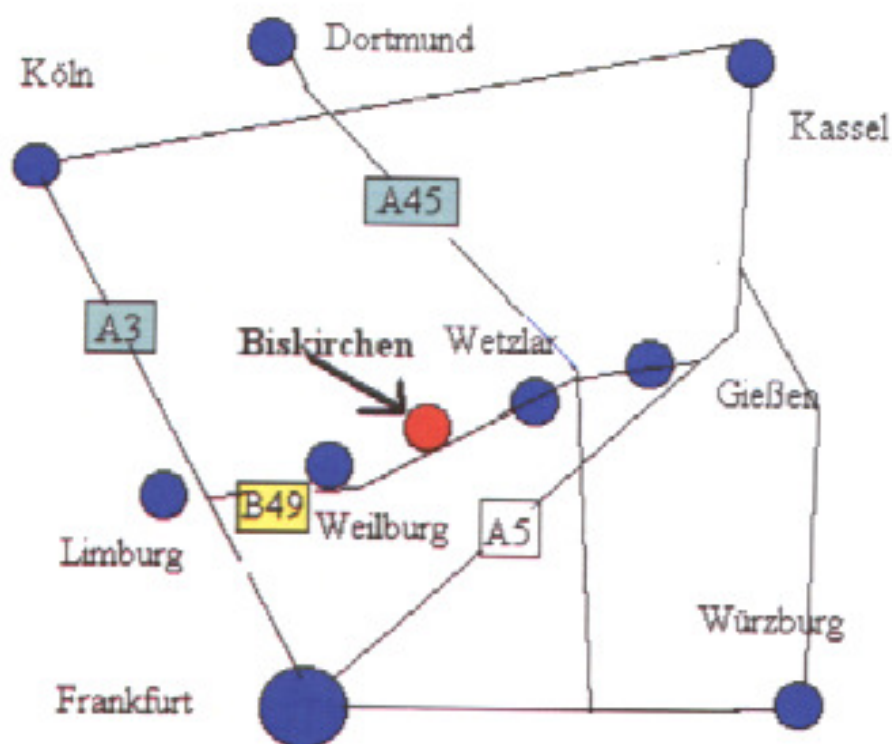 Dortmund
Köln
Kassel
A45
A3
Biskirchen
Wetzlar
Gießen
B49
Weilburg
A5
Limburg
Würzburg
Frankfurt